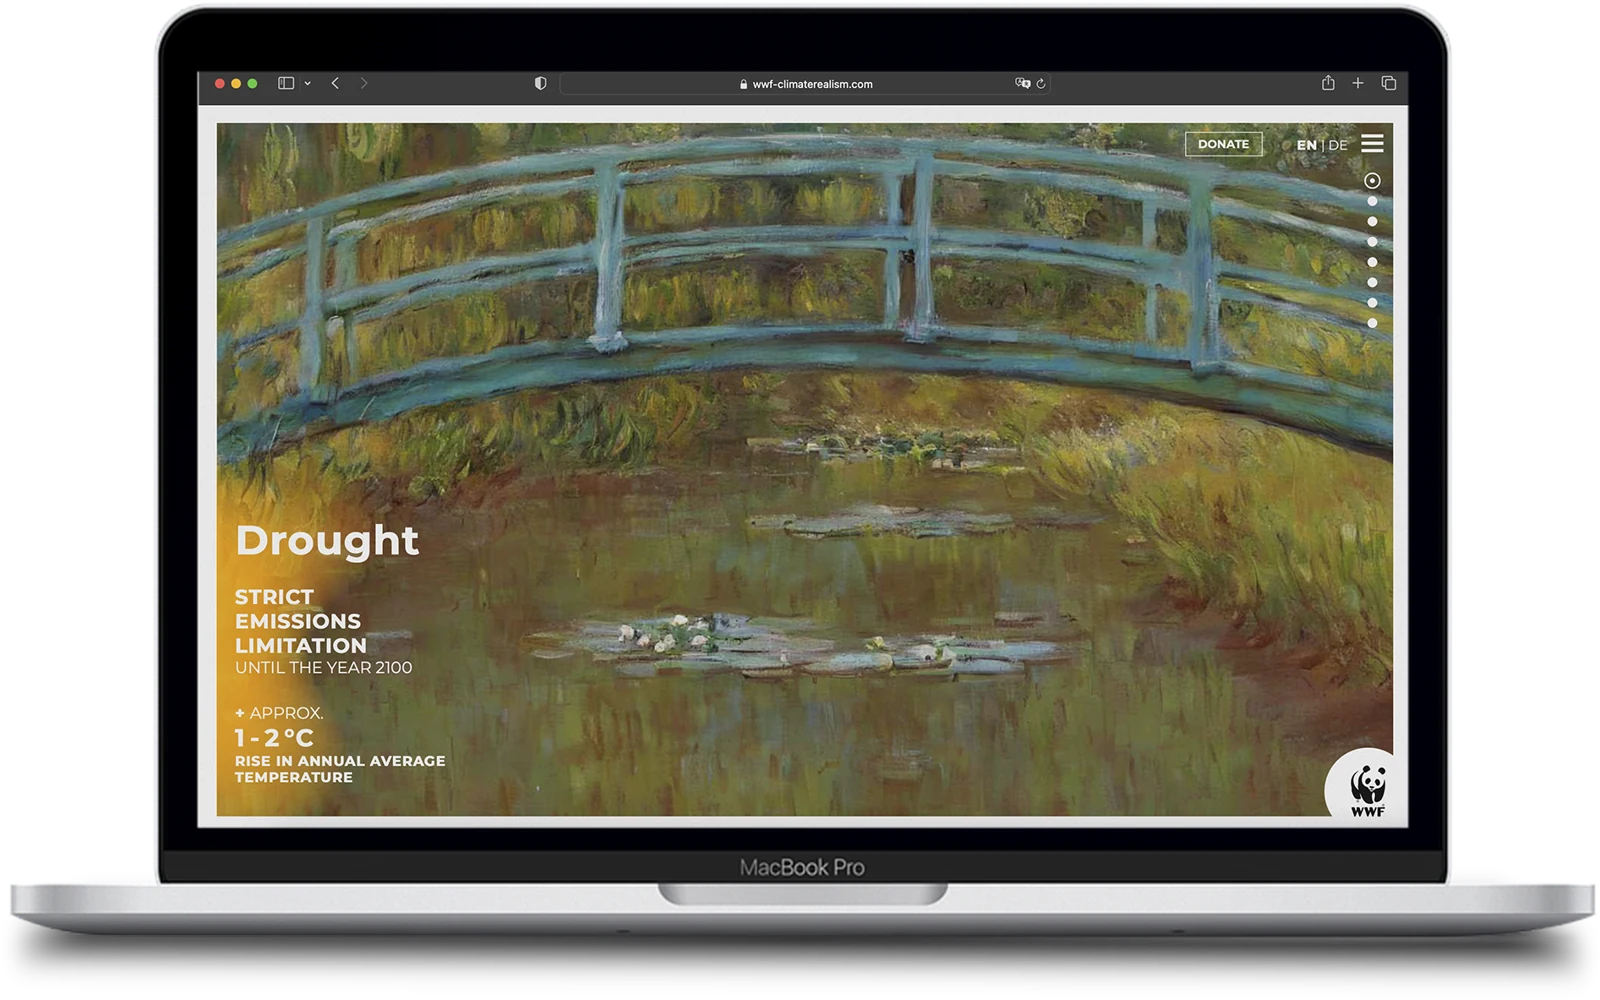 wwf-climaterealism.com
DONATE
EN | DE
Drought
STRICT
EMISSIONS
LIMITATION
UNTIL THE YEAR 2100
+ APPROX.
1 - 2 °C
RISE IN ANNUAL AVERAGE
TEMPERATURE
WWF
MacBook Pro